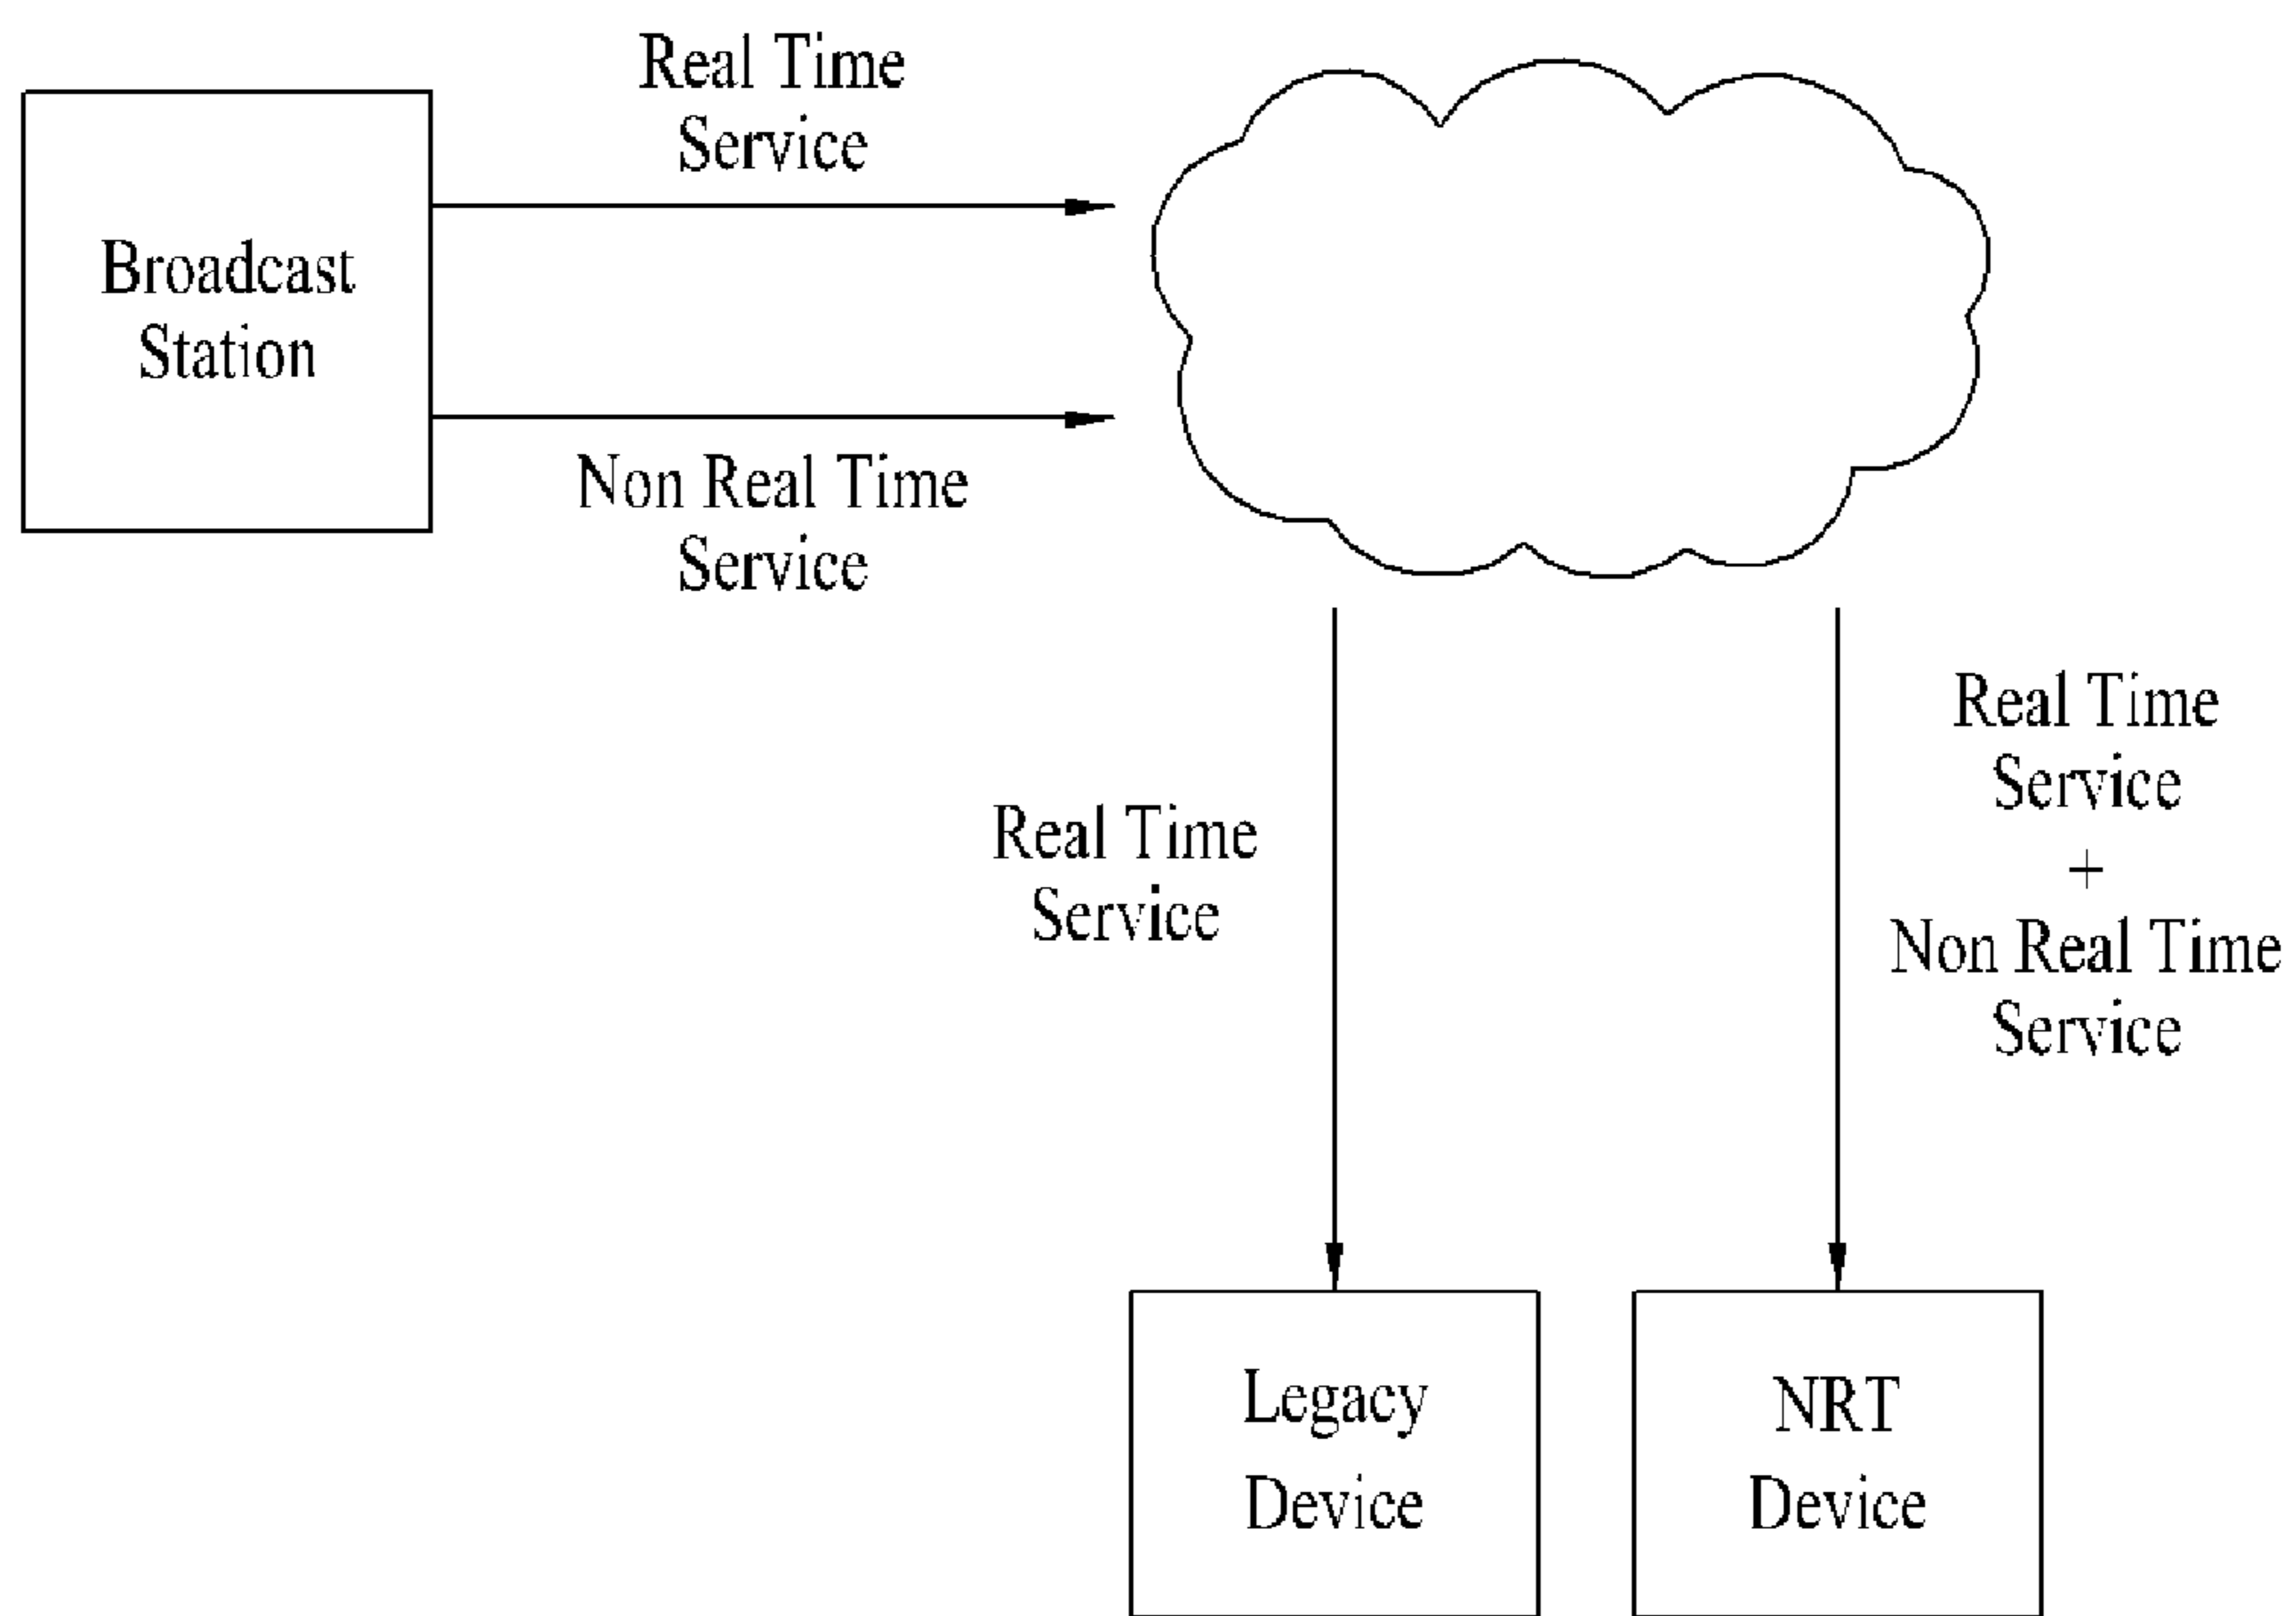 Real Time
Service
Broadcast
Station
Non Real Time
Service
Real Time
Service
Real Time
Service
+
Non Real Time
Service
Legacy
Device
NRT
Device